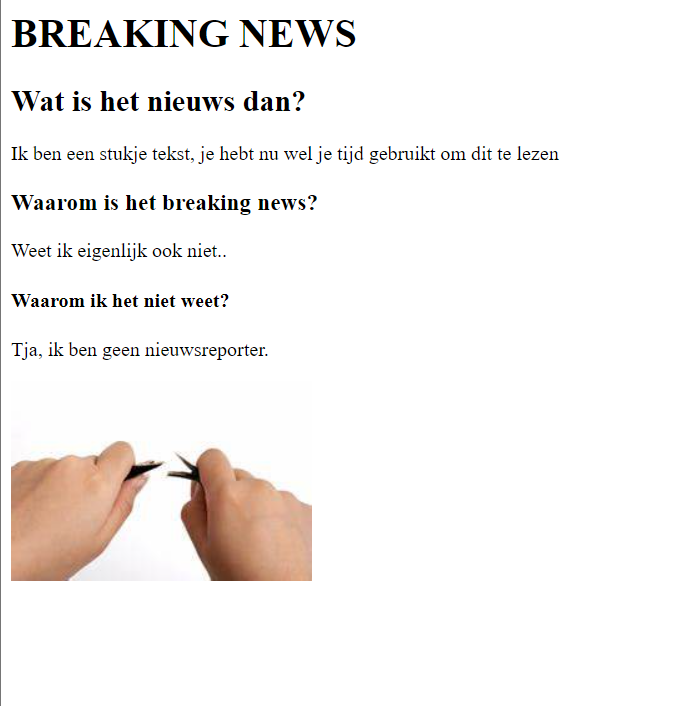 BREAKING NEWS
Wat is het nieuws dan?
Ik ben een stukje tekst, je hebt nu wel je tijd gebruikt om dit te lezen
Waarom is het breaking news?
Weet ik eigenlijk ook niet..
Waarom ik het niet weet?
Tja, ik ben geen nieuwsreporter.